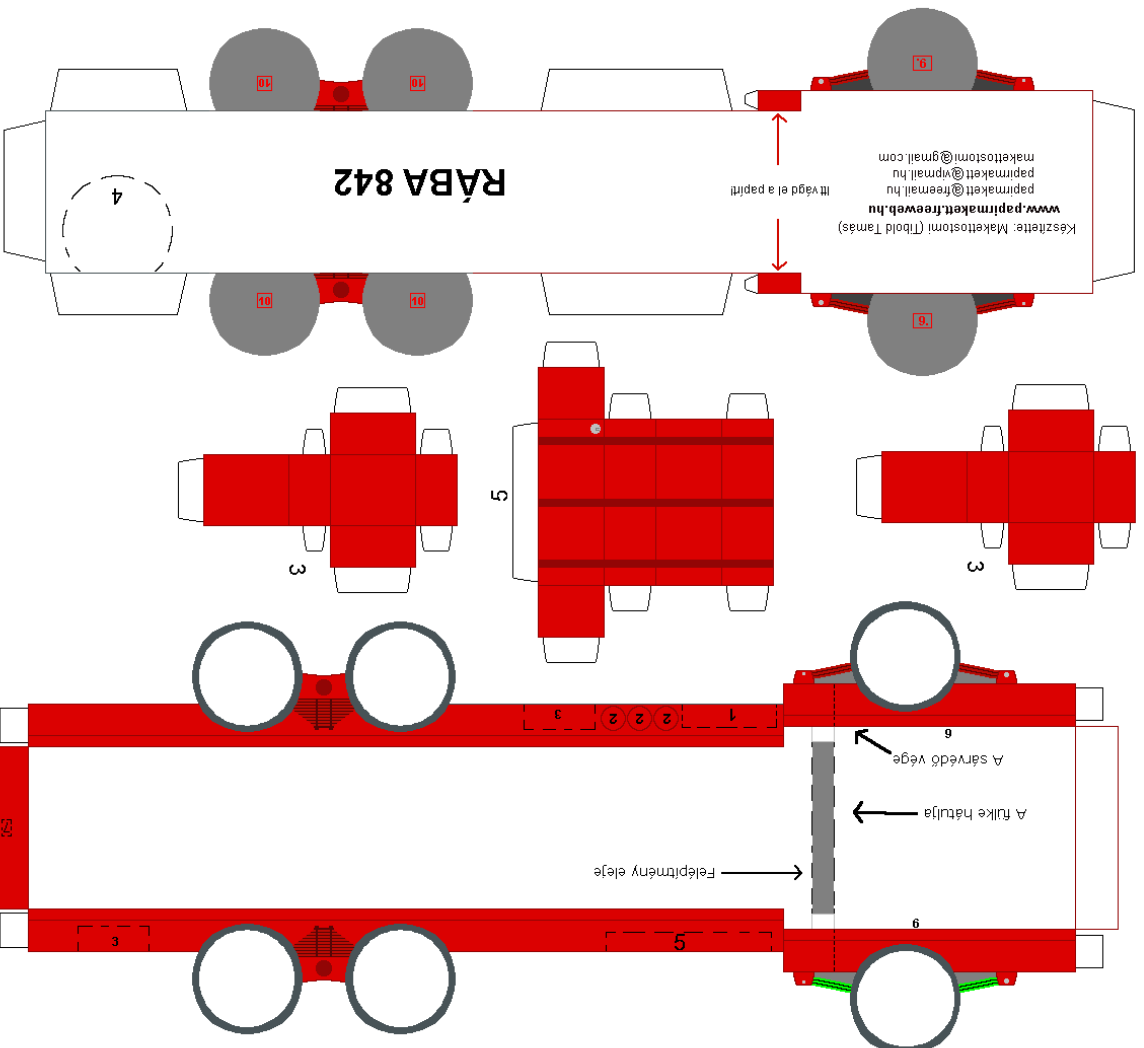 10
10
9.
4
RÁBA 842
Itt vágd el a papírt!
Készítette: Makettostomi (Tibold Tamás)
www.papirmakett.freeweb.hu
papirmakett@freemail.hu
papirmakett@vipmail.hu
makettostomi@gmail.com
10
10
9.
3
5
3
3
2
2
2
1
6
A sárvédő vége
A fülke hátulja
Felépítmény eleje
6
3
5